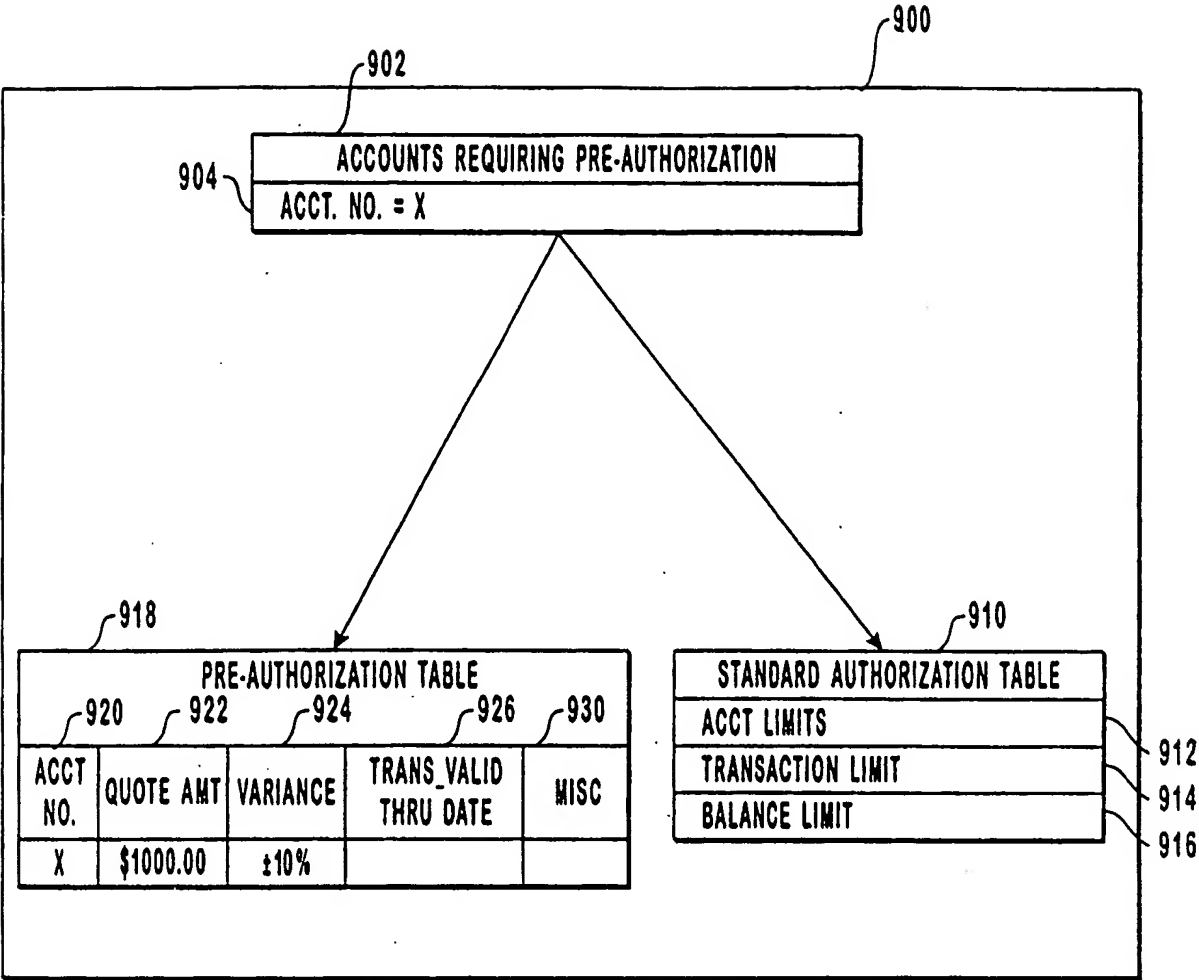 900
902
ACCOUNTS REQUIRING PRE-AUTHORIZATION
904
ACCT. NO. = X
918
PRE-AUTHORIZATION TABLE
920 922 924 926 930
ACCT NO. QUOTE AMT VARIANCE TRANS_VALID THRU DATE MISC
X $1000.00 ±10%
910
STANDARD AUTHORIZATION TABLE
ACCT LIMITS
912
TRANSACTION LIMIT
914
BALANCE LIMIT
916